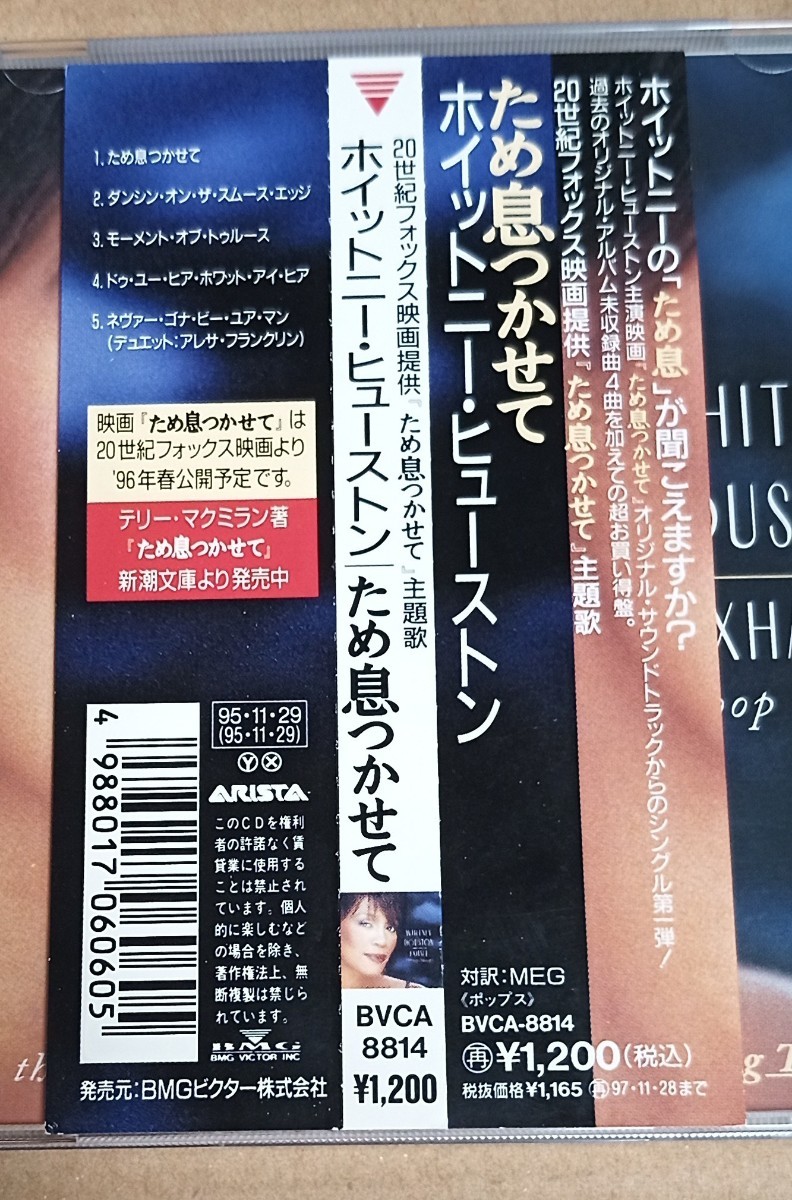 1. ため息つかせて
2. ダンシン・オン・ザ・スムース・エッジ
3. モーメント・オブ・トゥルース
4. ドゥ・ユー・ヒア・ホワット・アイ・ヒア
5. ネヴァー・ゴナ・ビー・ユア・マン
(デュエット:アレサ・フランクリン)
映画『ため息つかせて』は
20世紀フォックス映画より
'96年春公開予定です。
テリー・マクミラン著
『ため息つかせて』
新潮文庫より発売中
4 988017 060605
95・11・29
(95・11・29)
Ⓨ Ⓧ
ARISTA
このCDを権利
者の許諾なく賃
貸業に使用する
ことは禁止され
ています。個人
的に楽しむなど
の場合を除き、
著作権法上、無
断複製は禁じら
れています。
BMG
BMG VICTOR INC
発売元:BMGビクター株式会社
20世紀フォックス映画提供『ため息つかせて』主題歌
ホイットニー・ヒューストン|ため息つかせて
WHITNEY
HOUSTON
EXHALE
BVCA
8814
¥1,200
ホイットニーの「ため息」が聞こえますか?
ホイットニー・ヒューストン主演映画『ため息つかせて』オリジナル・サウンドトラックからのシングル第一弾!
過去のオリジナル・アルバム未収録曲4曲を加えての超お買い得盤。
20世紀フォックス映画提供『ため息つかせて』主題歌
ため息つかせて
ホイットニー・ヒューストン
対訳:MEG
《ポップス》
BVCA-8814
㊥¥1,200(税込)
税抜価格¥1,165 ㊥97・11・28まで
HIT
OUS
XHA
oop
th
g T